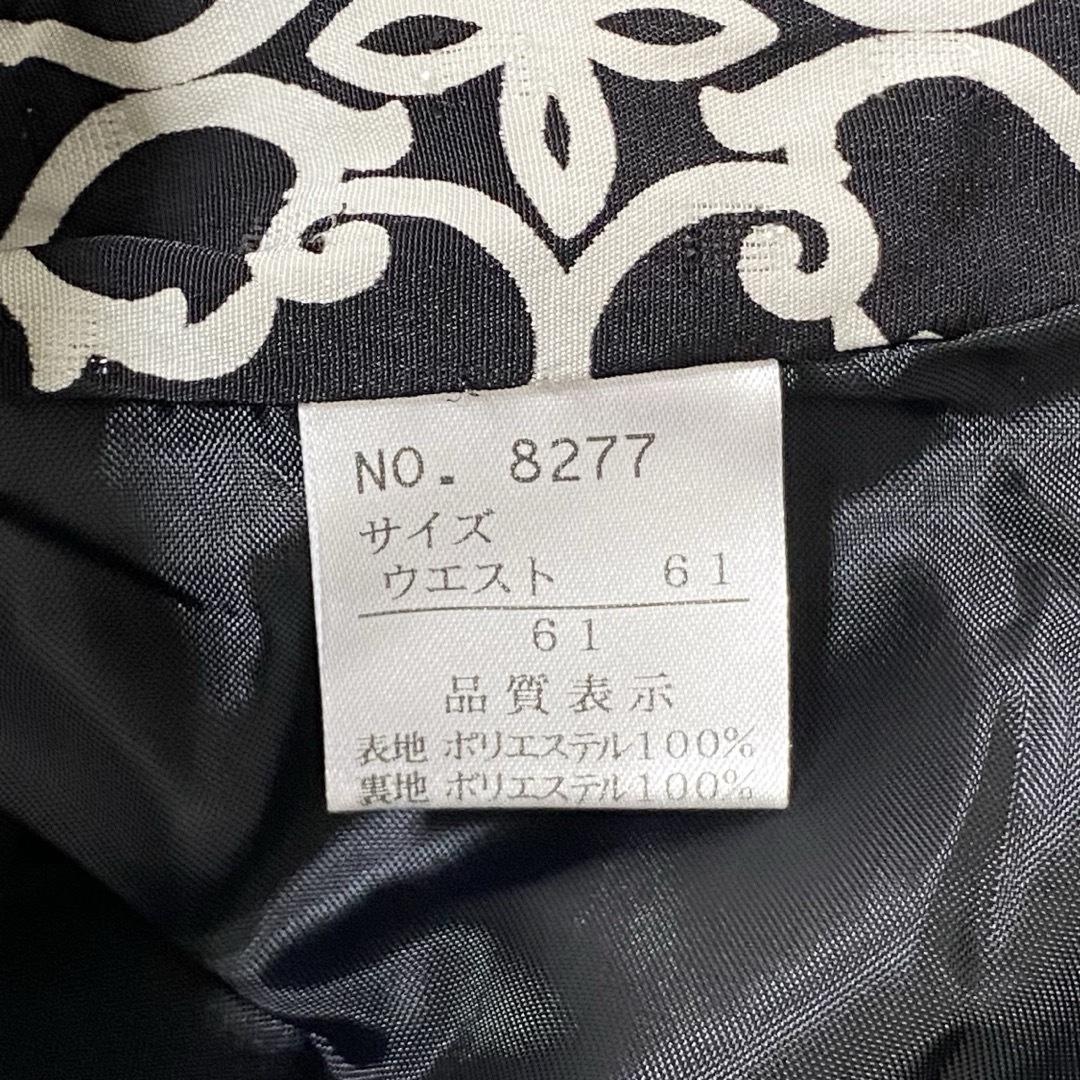 NO. 8277
サイズ
ウエスト 61
61
品質表示
表地 ポリエステル100%
裏地 ポリエステル100%